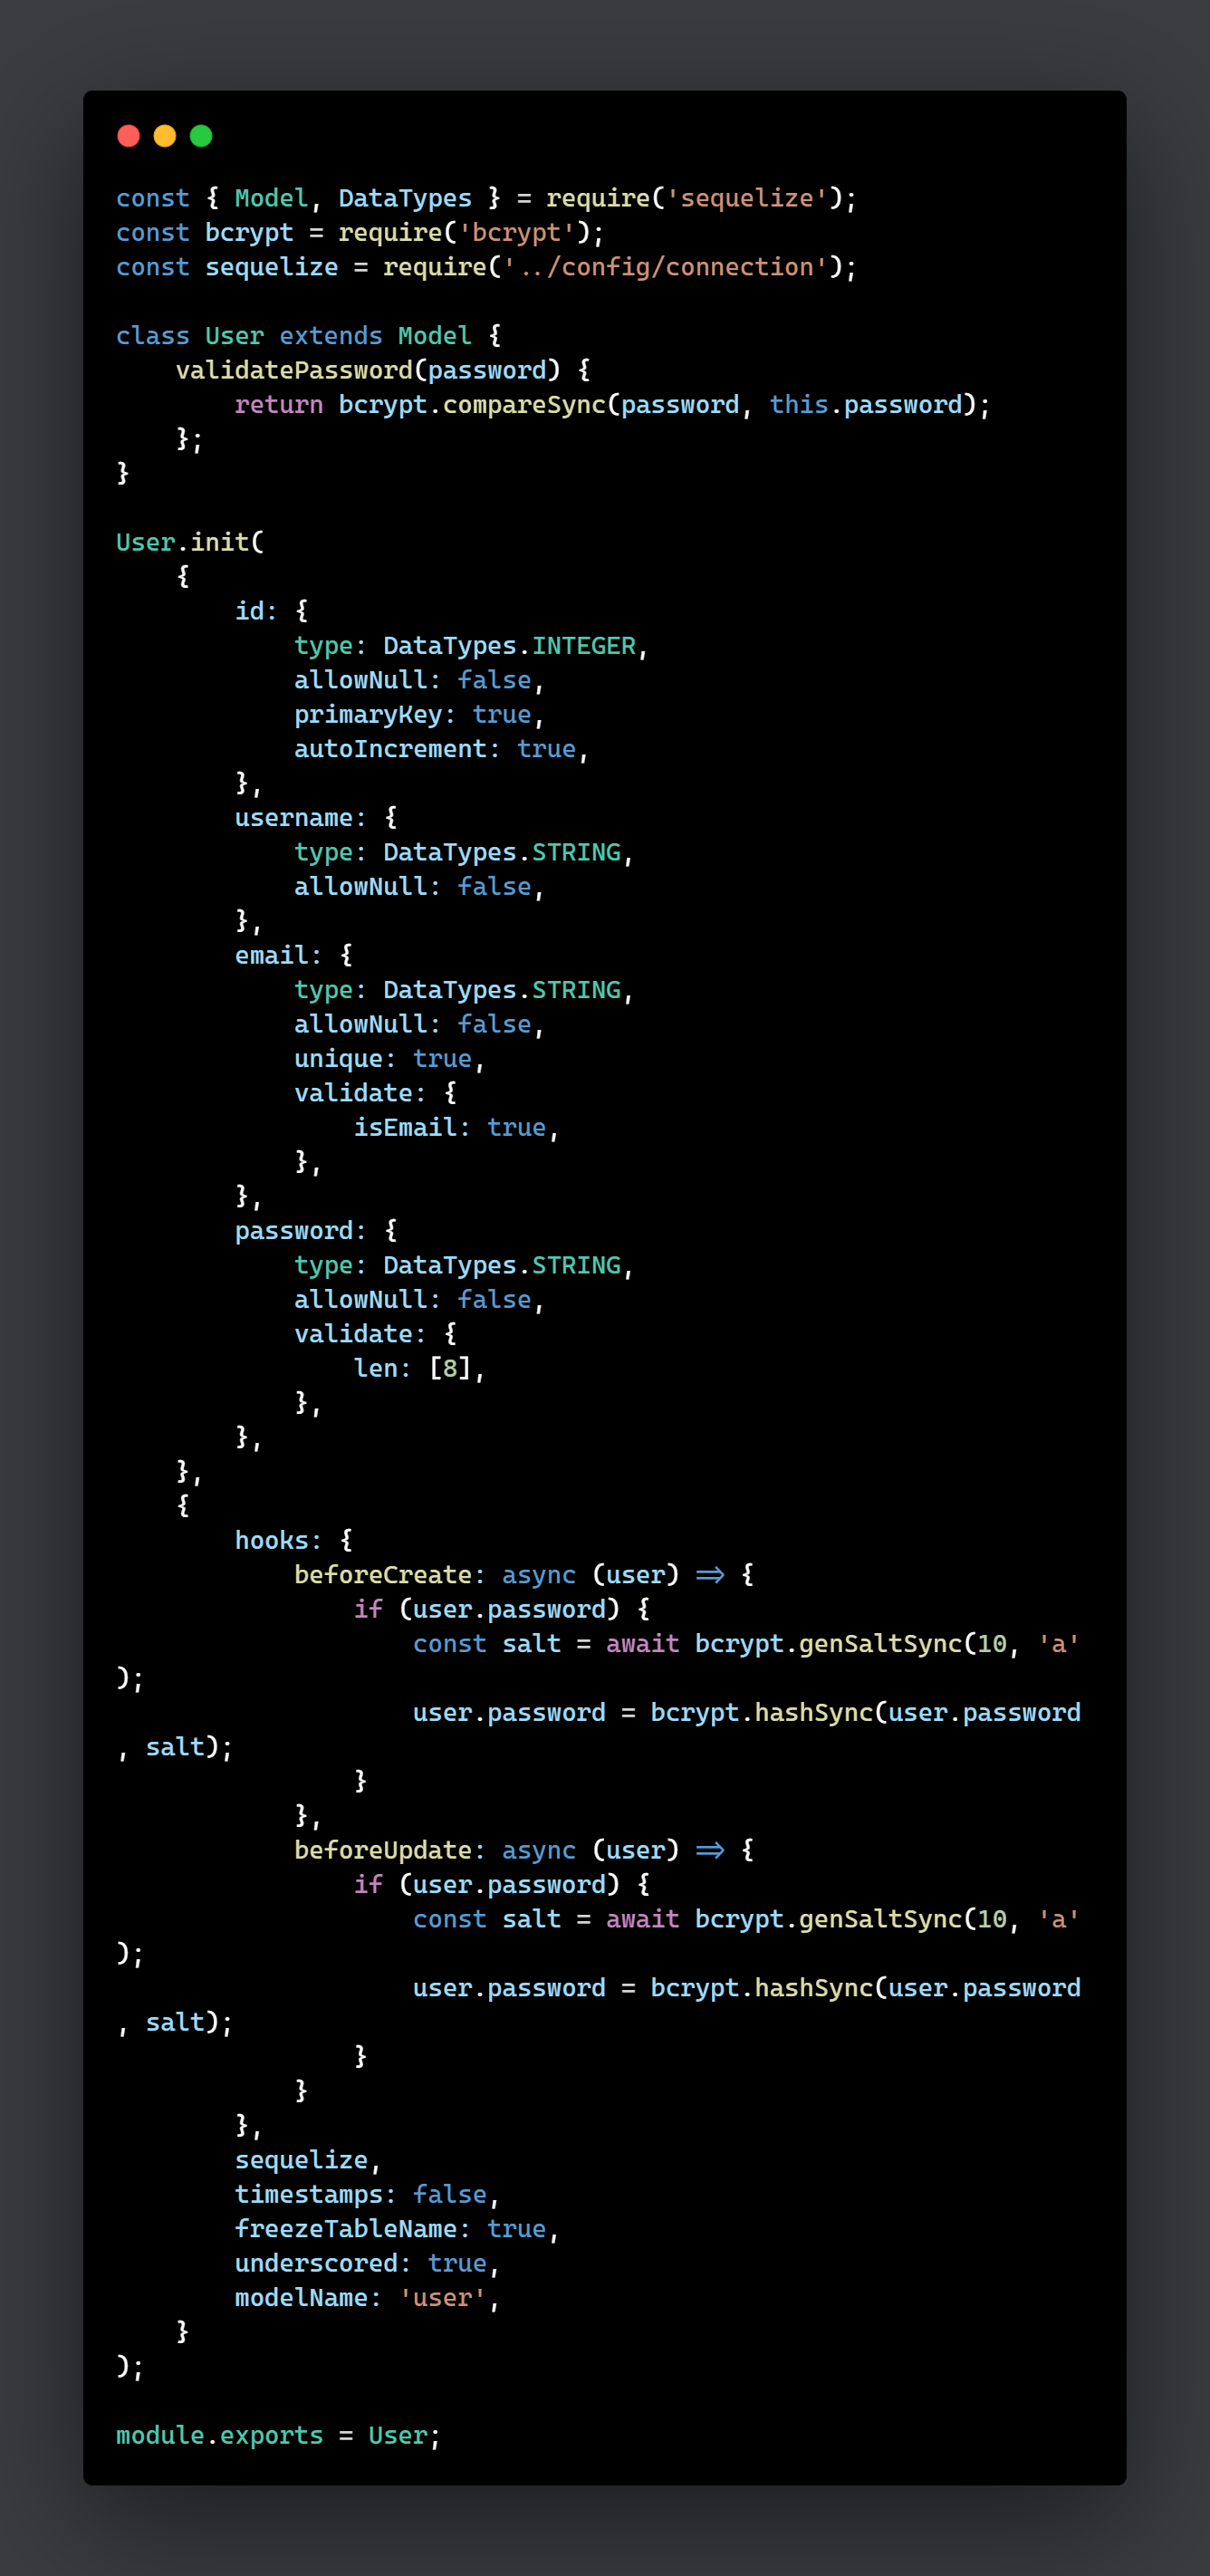 const { Model, DataTypes } = require('sequelize');
const bcrypt = require('bcrypt');
const sequelize = require('../config/connection');

class User extends Model {
    validatePassword(password) {
        return bcrypt.compareSync(password, this.password);
    };
}

User.init(
    {
        id: {
            type: DataTypes.INTEGER,
            allowNull: false,
            primaryKey: true,
            autoIncrement: true,
        },
        username: {
            type: DataTypes.STRING,
            allowNull: false,
        },
        email: {
            type: DataTypes.STRING,
            allowNull: false,
            unique: true,
            validate: {
                isEmail: true,
            },
        },
        password: {
            type: DataTypes.STRING,
            allowNull: false,
            validate: {
                len: [8],
            },
        },
    },
    {
        hooks: {
            beforeCreate: async (user) => {
                if (user.password) {
                    const salt = await bcrypt.genSaltSync(10, 'a'
);
                    user.password = bcrypt.hashSync(user.password
, salt);
                }
            },
            beforeUpdate: async (user) => {
                if (user.password) {
                    const salt = await bcrypt.genSaltSync(10, 'a'
);
                    user.password = bcrypt.hashSync(user.password
, salt);
                }
            }
        },
        sequelize,
        timestamps: false,
        freezeTableName: true,
        underscored: true,
        modelName: 'user',
    }
);

module.exports = User;